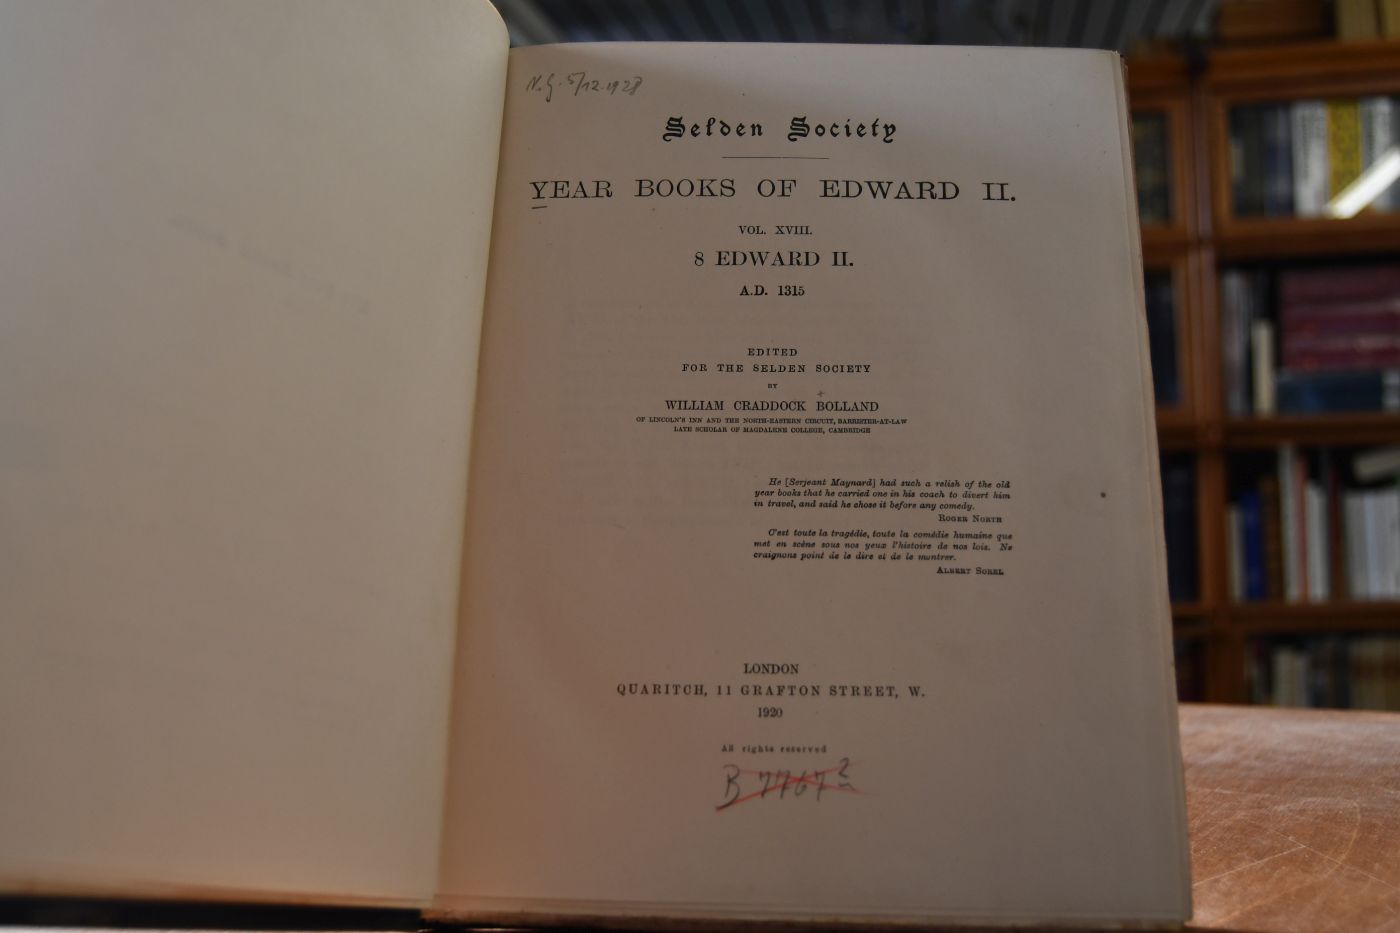 N. G. 5/12.1928
Selden Society
YEAR BOOKS OF EDWARD II.
VOL. XVIII.
8 EDWARD II.
A.D. 1315
EDITED
FOR THE SELDEN SOCIETY
BY
WILLIAM CRADDOCK BOLLAND
OF LINCOLN'S INN AND THE NORTH-EASTERN CIRCUIT, BARRISTER-AT-LAW
LATE SCHOLAR OF MAGDALENE COLLEGE, CAMBRIDGE
He [Serjeant Maynard] had such a relish of the old
year books that he carried one in his coach to divert him
in travel, and said he chose it before any comedy.
ROGER NORTH
C'est toute la tragédie, toute la comédie humaine que
met en scène sous nos yeux l'histoire de nos lois. Ne
craignons point de le dire et de le montrer.
ALBERT SOREL
LONDON
QUARITCH, 11 GRAFTON STREET, W.
1920
All rights reserved
B 7767 2